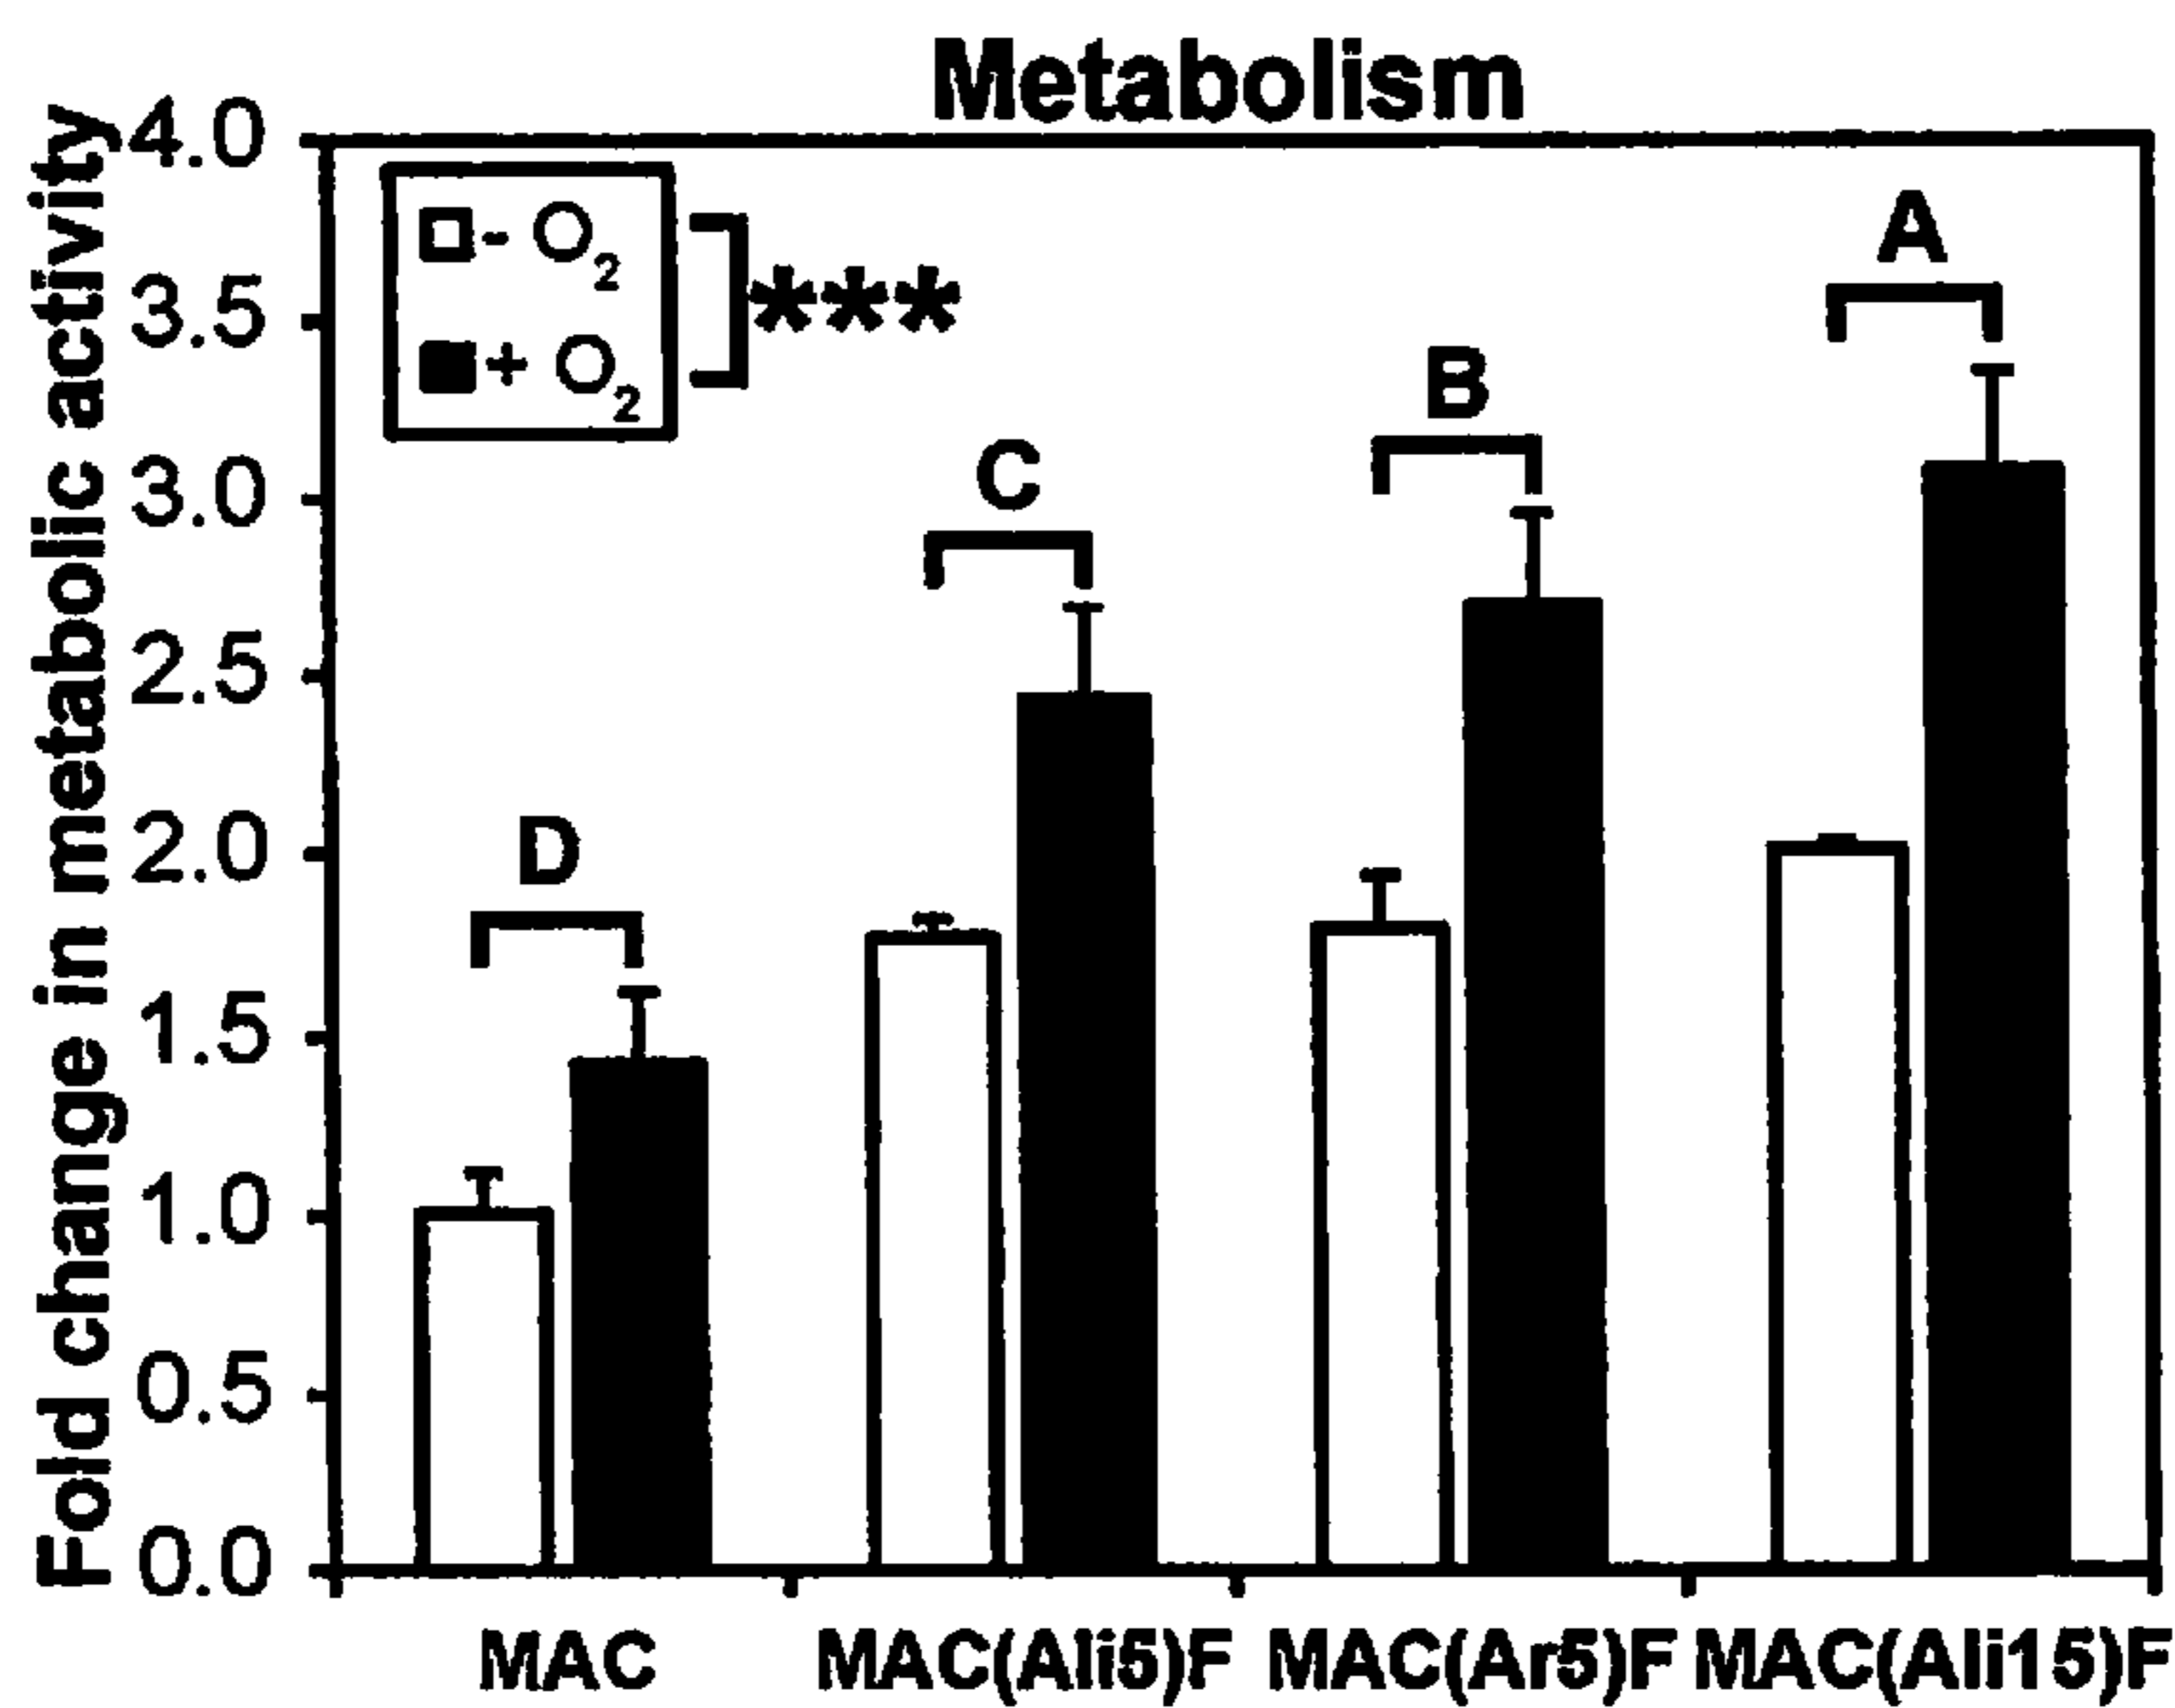 Metabolism
Fold change in metabolic activity
4.0
3.5
3.0
2.5
2.0
1.5
1.0
0.5
0.0
- O2
+ O2
***
A
B
C
D
MAC MAC(Ali5)F MAC(Ar5)F MAC(Ali15)F